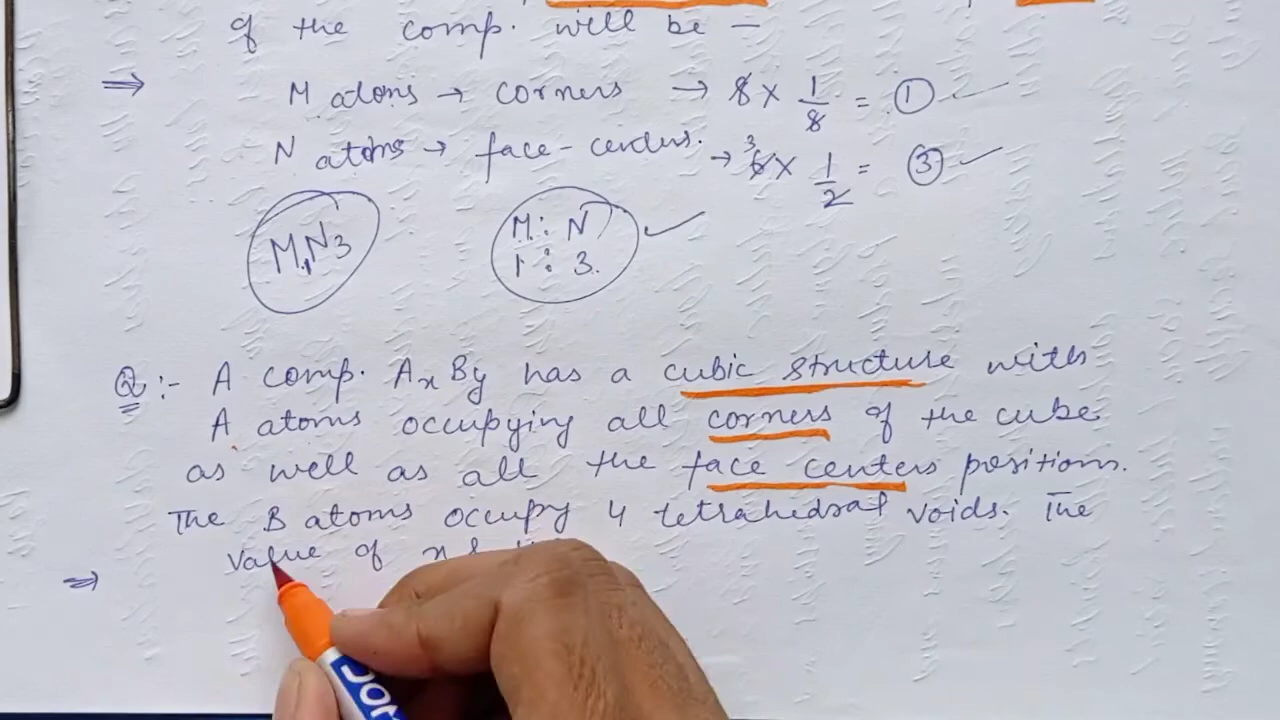 of the comp. will be —
⇒ M atoms → corners → 8 × 1/8 = ①
N atoms → face-centers. → 3 6 × 1/2 = ③
M1N3
M : N
1 : 3.
Q :- A comp. AxBy has a cubic structure with
A atoms occupying all corners of the cube
as well as all the face centers positions.
The B atoms occupy 4 tetrahedral voids. The
⇒ value of x &